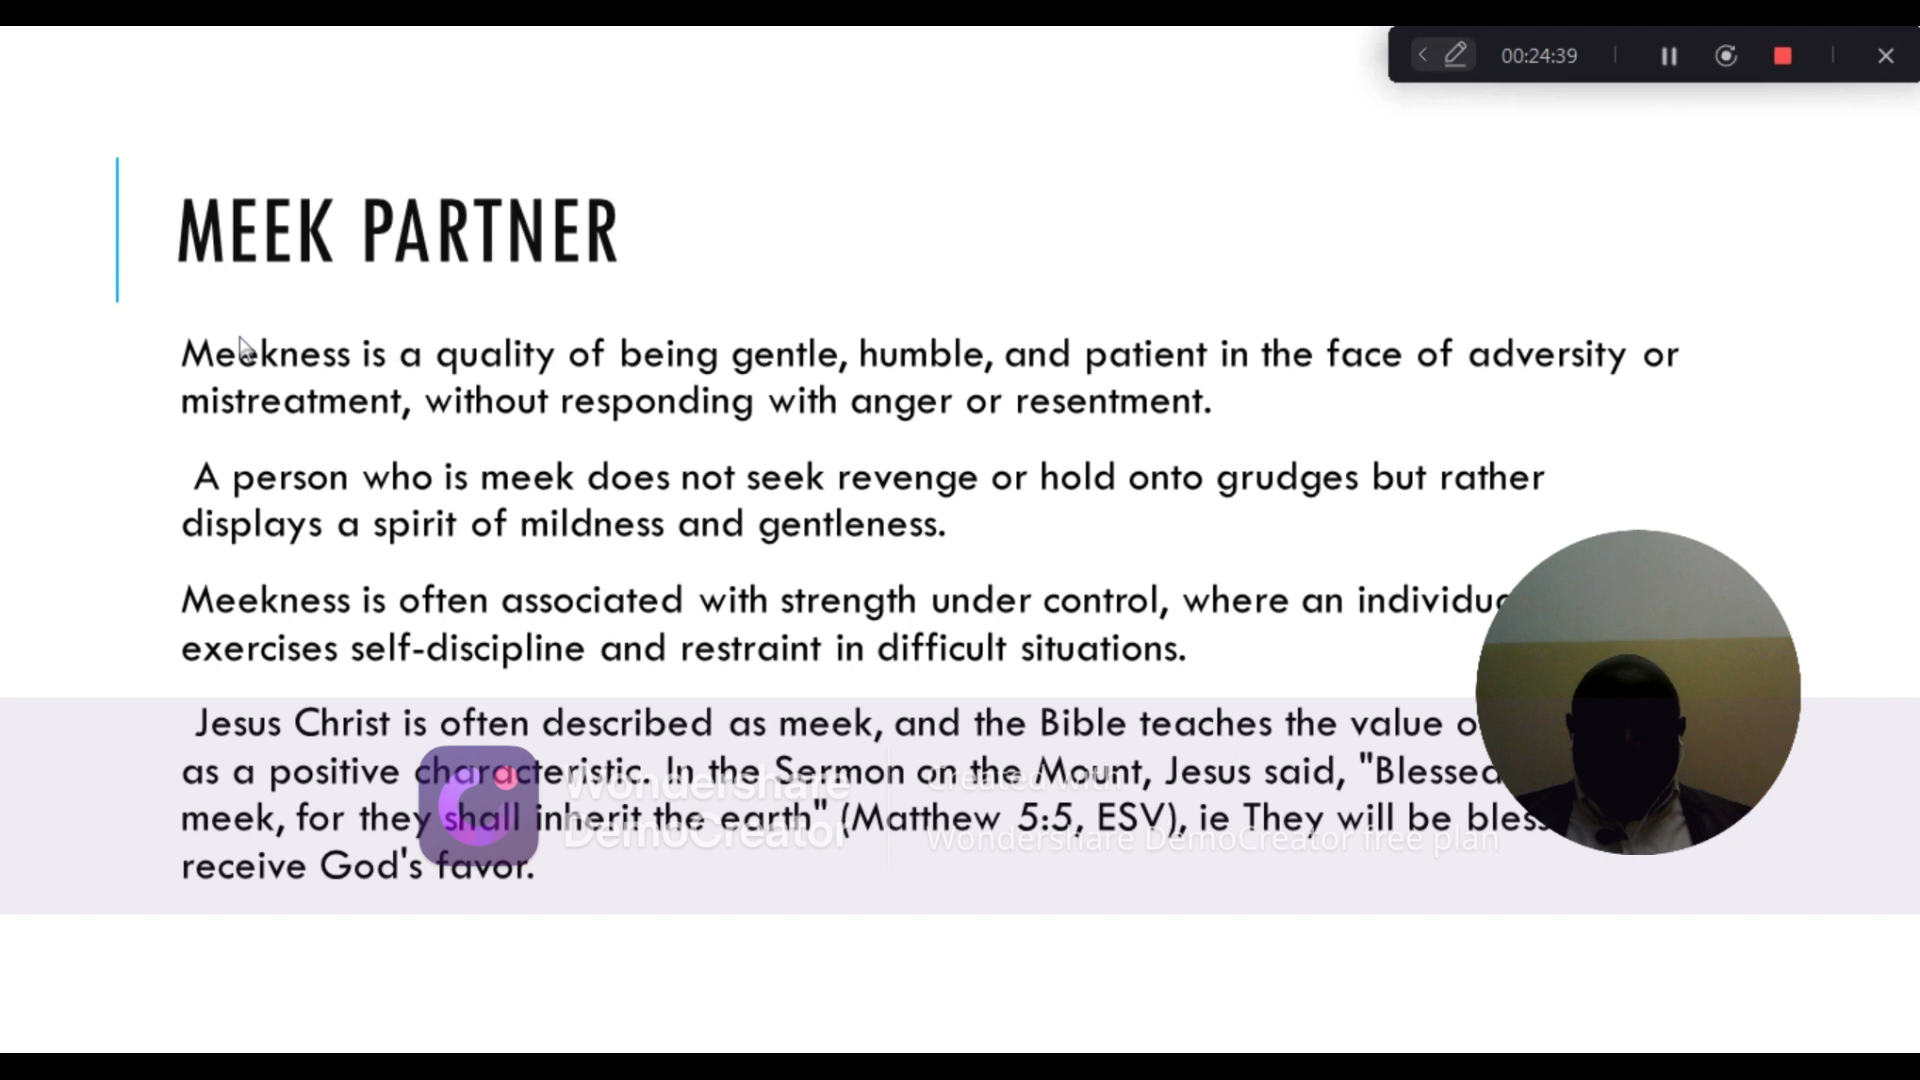 00:24:39
MEEK PARTNER
Meekness is a quality of being gentle, humble, and patient in the face of adversity or
mistreatment, without responding with anger or resentment.
A person who is meek does not seek revenge or hold onto grudges but rather
displays a spirit of mildness and gentleness.
Meekness is often associated with strength under control, where an
exercises self-discipline and restraint in difficult situations.
Jesus Christ is often described as meek, and the Bible teaches the value
as a positive characteristic. In the Sermon on the Mount, Jesus said, "Blessed
meek, for they shall inherit the earth" (Matthew 5:5, ESV), ie They will be
receive God's favor.
Wondershare
DemoCreator
Created with
Wondershare DemoCreator free plan